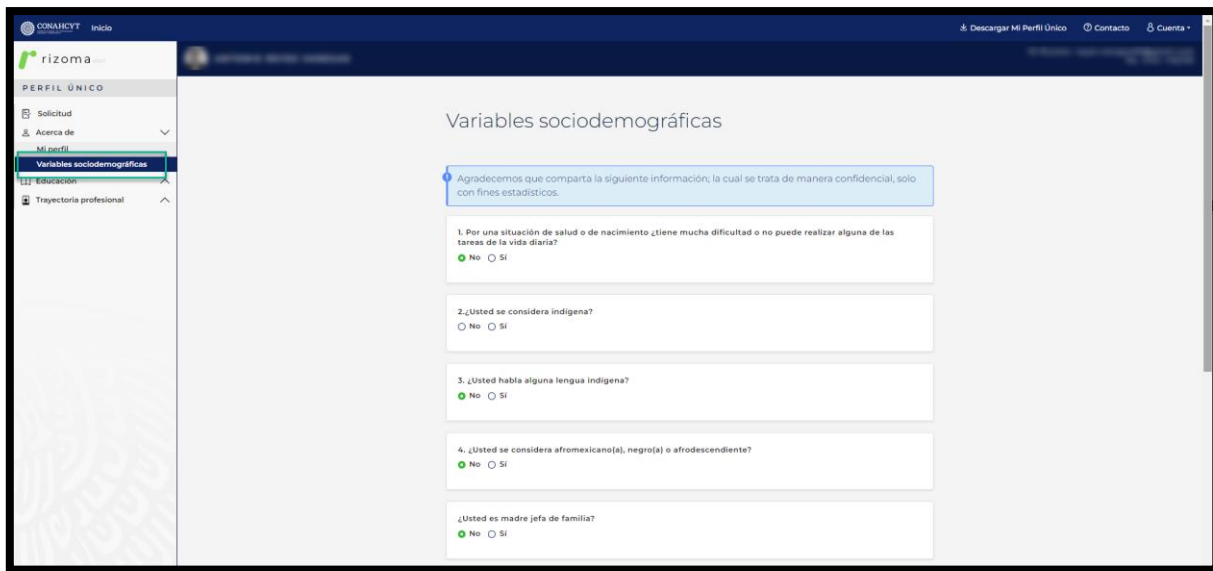 CONAHCYT Inicio
Descargar Mi Perfil Único Contacto Cuenta
rizoma
PERFIL ÚNICO
Solicitud
Acerca de
Mi perfil
Variables sociodemográficas
Educación
Trayectoria profesional
Variables sociodemográficas
Agradecemos que comparta la siguiente información; la cual se trata de manera confidencial, solo
con fines estadísticos.
1. Por una situación de salud o de nacimiento ¿tiene mucha dificultad o no puede realizar alguna de las
tareas de la vida diaria?
No Sí
2.¿Usted se considera indígena?
No Sí
3. ¿Usted habla alguna lengua indígena?
No Sí
4. ¿Usted se considera afromexicano(a), negro(a) o afrodescendiente?
No Sí
¿Usted es madre jefa de familia?
No Sí